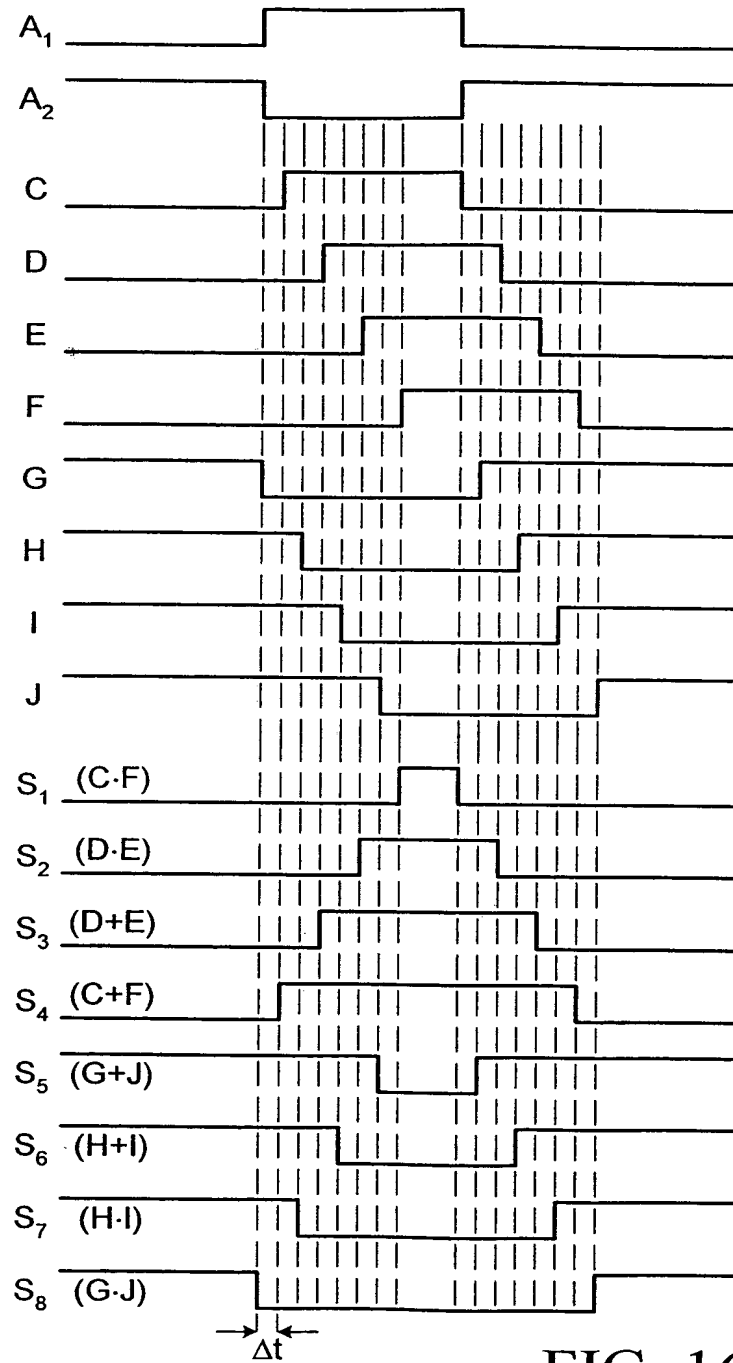 A1
A2
C
D
E
F
G
H
I
J
S1 (C·F)
S2 (D·E)
S3 (D+E)
S4 (C+F)
S5 (G+J)
S6 (H+I)
S7 (H·I)
S8 (G·J)
Δt